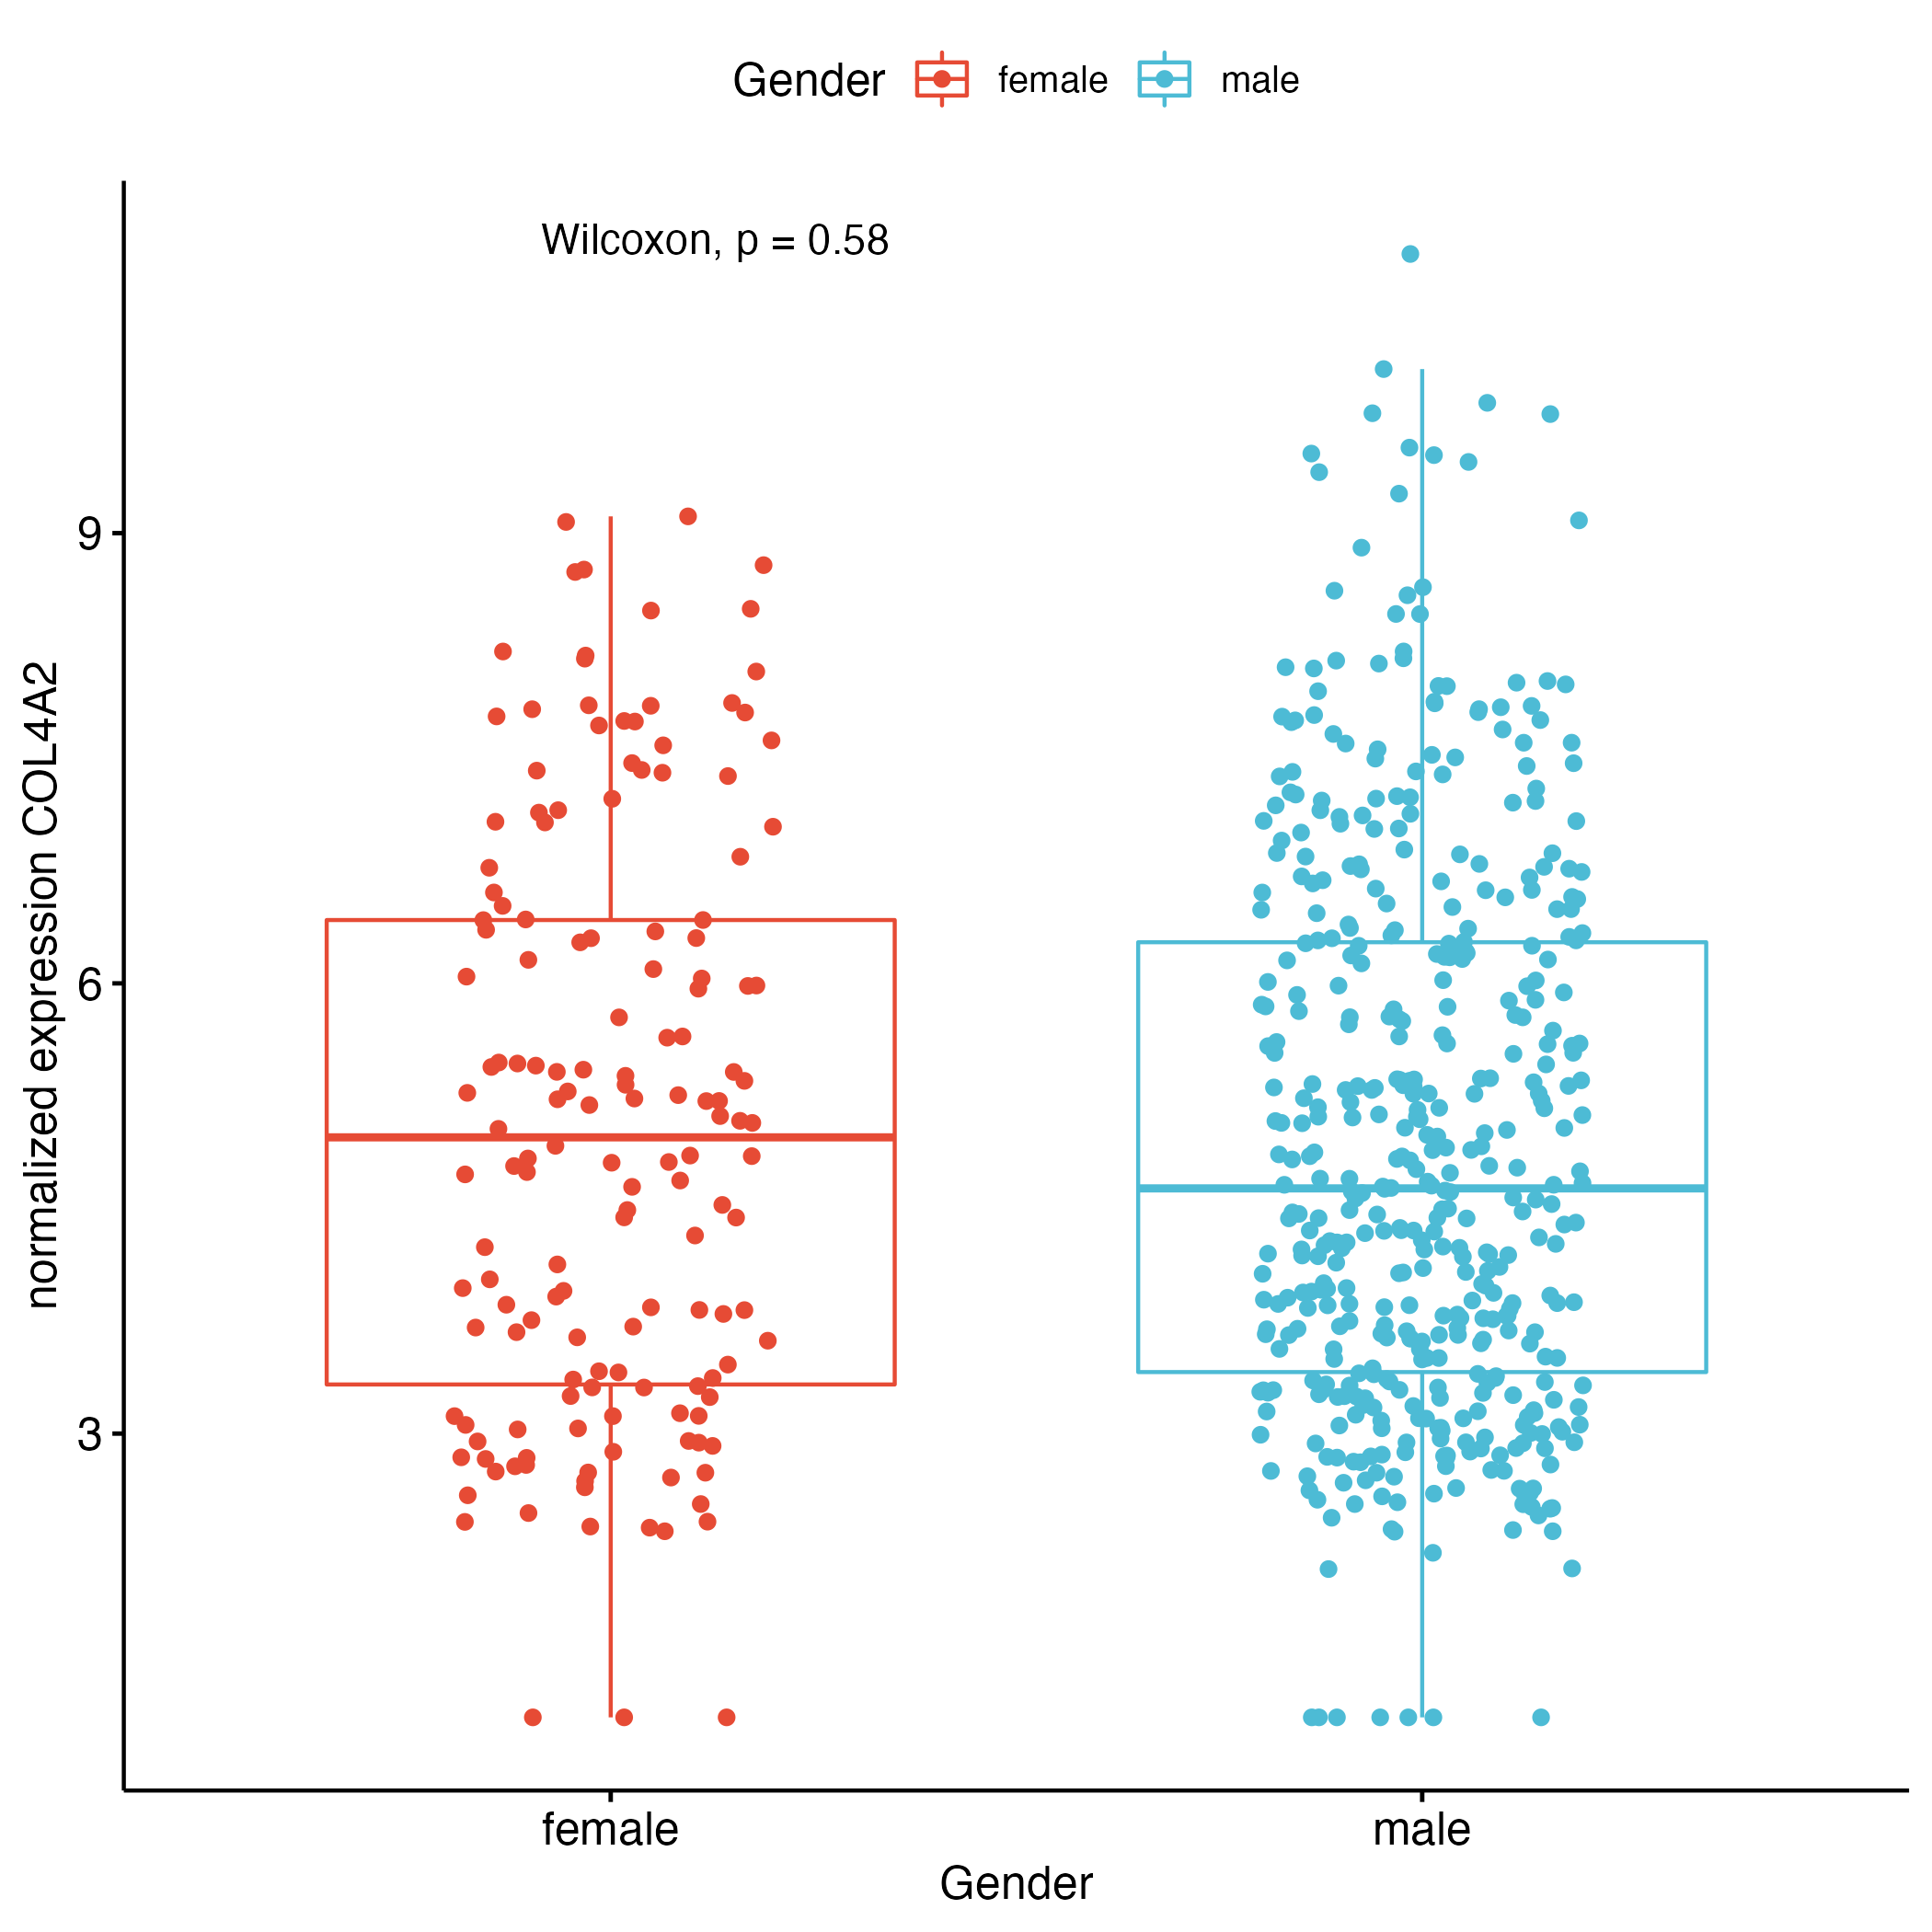 Gender female male
Wilcoxon, p = 0.58
normalized expression COL4A2
9
6
3
female male
Gender